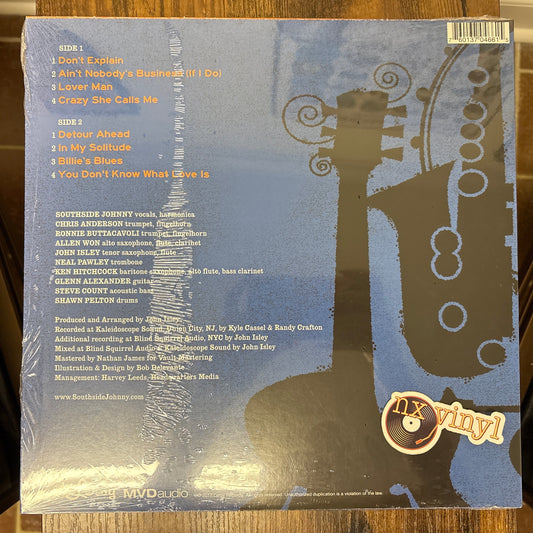 7 60137 04661 5
SIDE 1
1 Don't Explain
2 Ain't Nobody's Business (If I Do)
3 Lover Man
4 Crazy She Calls Me
SIDE 2
1 Detour Ahead
2 In My Solitude
3 Billie's Blues
4 You Don't Know What Love Is
SOUTHSIDE JOHNNY vocals, harmonica
CHRIS ANDERSON trumpet, flugelhorn
RONNIE BUTTACAVOLI trumpet, flugelhorn
ALLEN WON alto saxophone, flute, clarinet
JOHN ISLEY tenor saxophone, flute
NEAL PAWLEY trombone
KEN HITCHCOCK baritone saxophone, alto flute, bass clarinet
GLENN ALEXANDER guitar
STEVE COUNT acoustic bass
SHAWN PELTON drums
Produced and Arranged by John Isley
Recorded at Kaleidoscope Sound, Union City, NJ, by Kyle Cassel & Randy Crafton
Additional recording at Blind Squirrel Audio, NYC by John Isley
Mixed at Blind Squirrel Audio & Kaleidoscope Sound by John Isley
Mastered by Nathan James for Vault Mastering
Illustration & Design by Bob Delevante
Management: Harvey Leeds, Headquarters Media
www.SouthsideJohnny.com
nx vinyl
MVDaudio
Records. All rights reserved. Unauthorized duplication is a violation of the law.